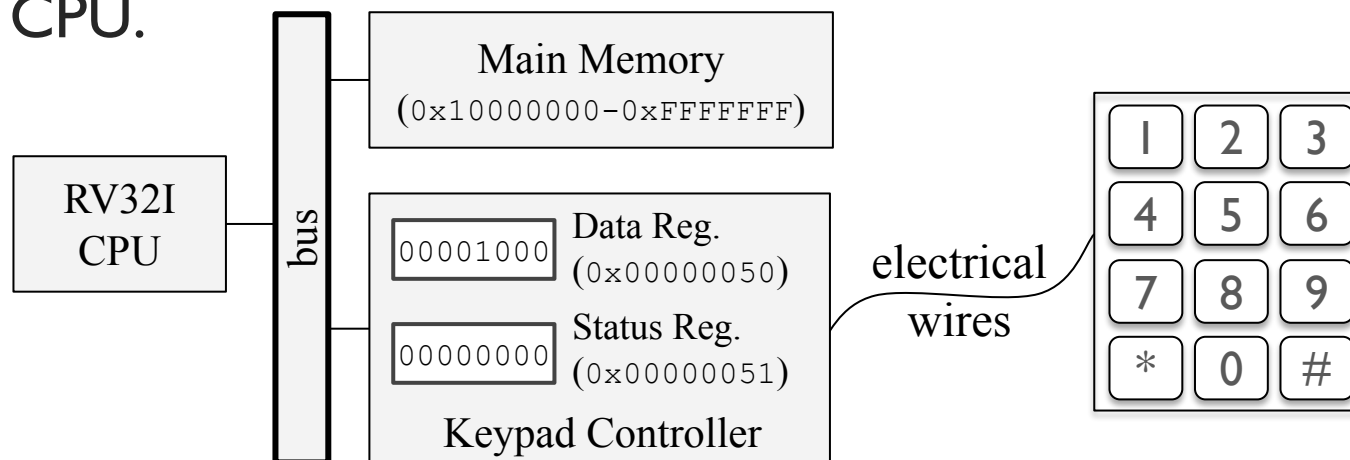 CPU.
Main Memory
(0x10000000-0xFFFFFFF)
RV32I
CPU
bus
00001000
Data Reg.
(0x00000050)
00000000
Status Reg.
(0x00000051)
Keypad Controller
electrical
wires
1 2 3
4 5 6
7 8 9
* 0 #